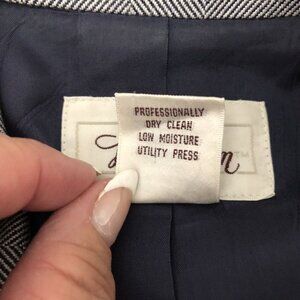 PROFESSIONALLY
DRY CLEAN
LOW MOISTURE
UTILITY PRESS